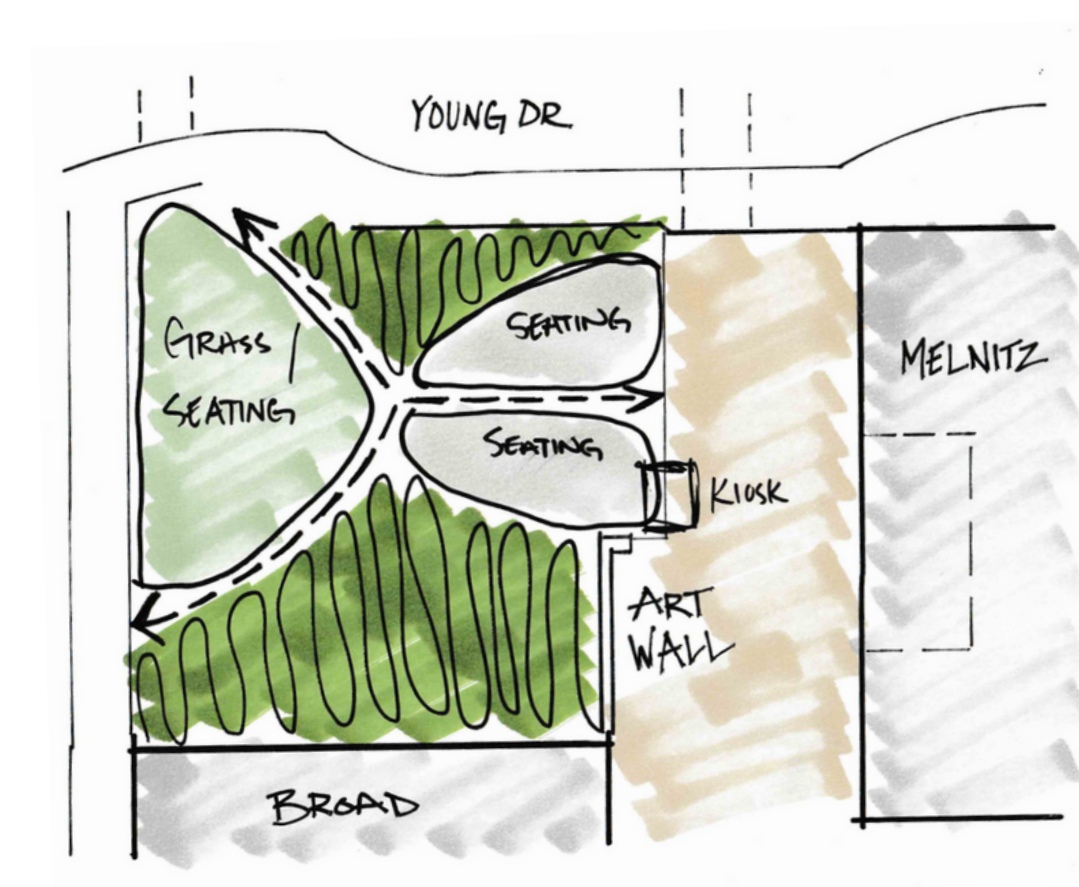 YOUNG DR
GRASS /
SEATING
SEATING
SEATING
MELNITZ
KIOSK
ART
WALL
BROAD